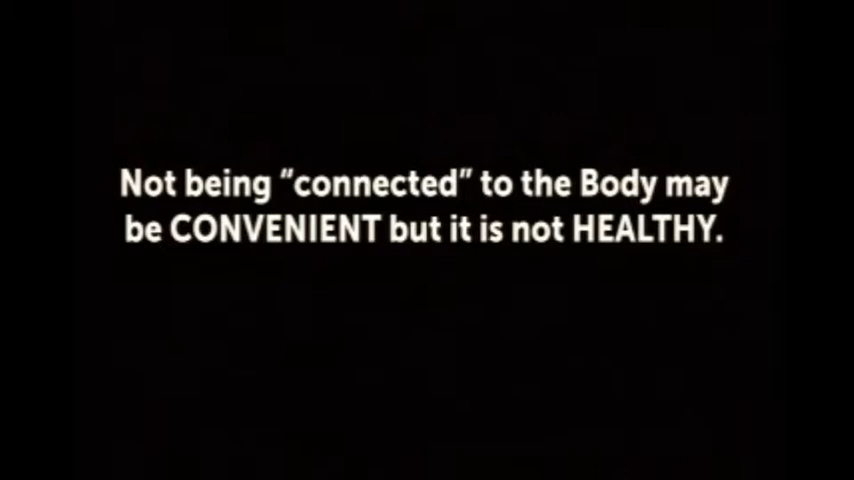 Not being “connected” to the Body may
be CONVENIENT but it is not HEALTHY.